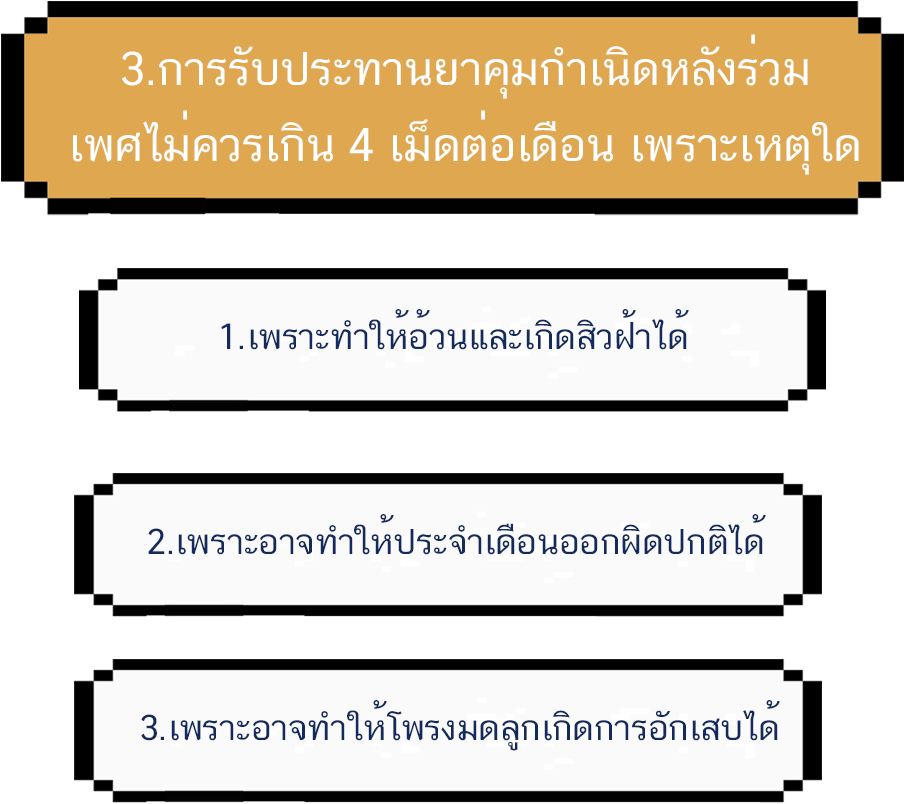 3.การรับประทานยาคุมกำเนิดหลังร่วม
เพศไม่ควรเกิน 4 เม็ดต่อเดือน เพราะเหตุใด
1.เพราะทำให้อ้วนและเกิดสิวฝ้าได้
2.เพราะอาจทำให้ประจำเดือนออกผิดปกติได้
3.เพราะอาจทำให้โพรงมดลูกเกิดการอักเสบได้